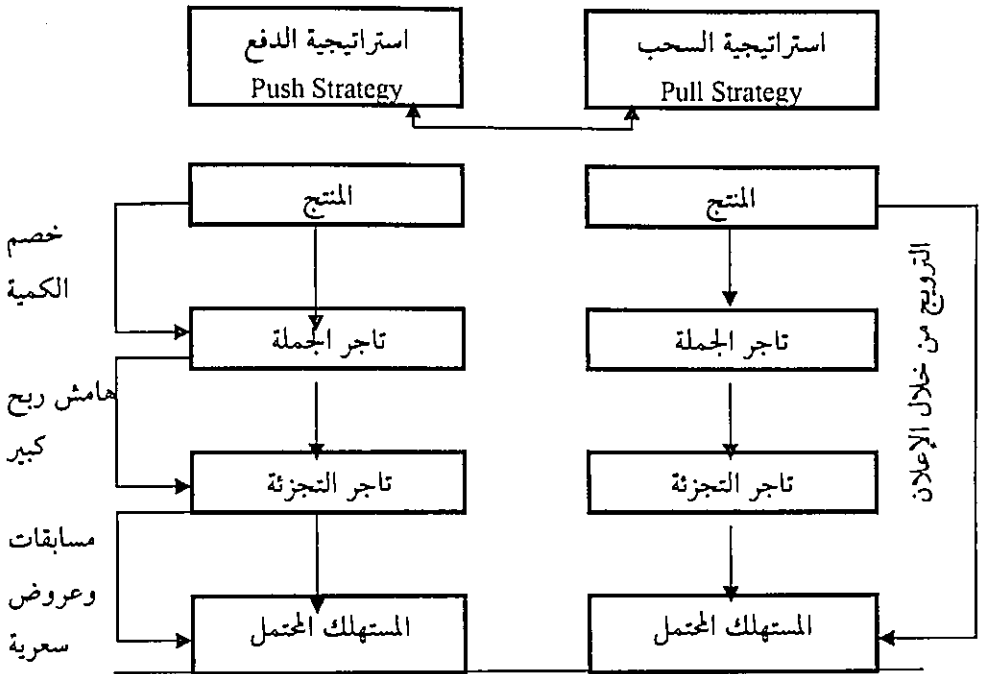 استراتيجية السحب
Pull Strategy
استراتيجية الدفع
Push Strategy
المنتج
المنتج
خصم
الكمية
الترويج من خلال الإعلان
تاجر الجملة
تاجر الجملة
هامش ربح
كبير
تاجر التجزئة
تاجر التجزئة
مسابقات
وعروض
سعرية
المستهلك المحتمل
المستهلك المحتمل